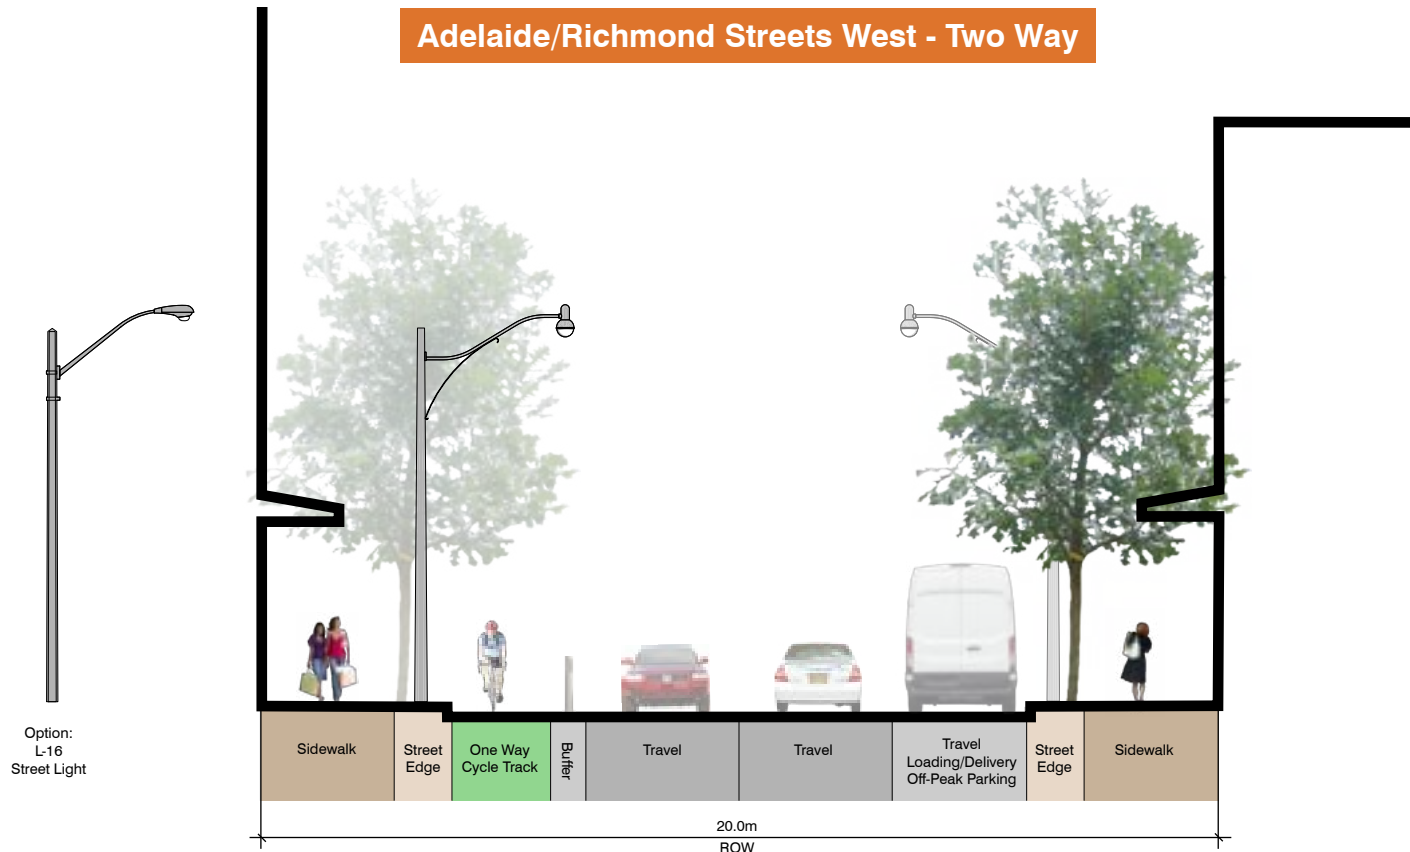 Adelaide/Richmond Streets West - Two Way
Option:
L-16
Street Light
Sidewalk
Street
Edge
One Way
Cycle Track
Buffer
Travel
Travel
Travel
Loading/Delivery
Off-Peak Parking
Street
Edge
Sidewalk
20.0m
ROW